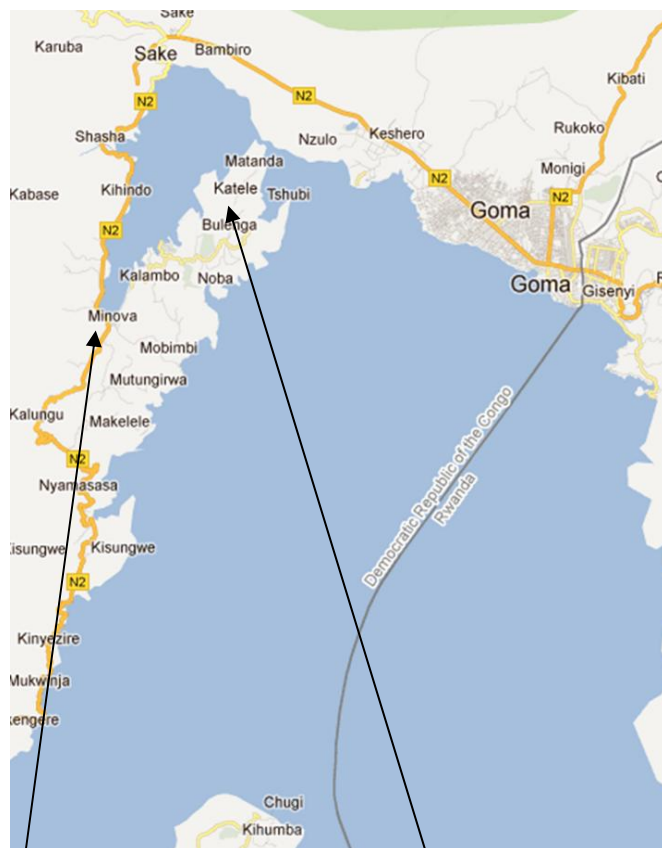 Sake
Karuba
Sake
Bambiro
Kibati
N2
N2
Rukoko
Shasha
Nzulo
Keshero
Matanda
Monigi
Kabase
Kihindo
Katele
Tshubi
N2
N2
Goma
N2
Bulenga
Kalambo
Noba
Goma
Gisenyi
Minova
Mobimbi
Mutungirwa
Kalungu
Makelele
Democratic Republic of the Congo
Rwanda
N2
Nyamasasa
isungwe
Kisungwe
N2
Kinyezire
Mukwinja
kengere
Chugi
Kihumba